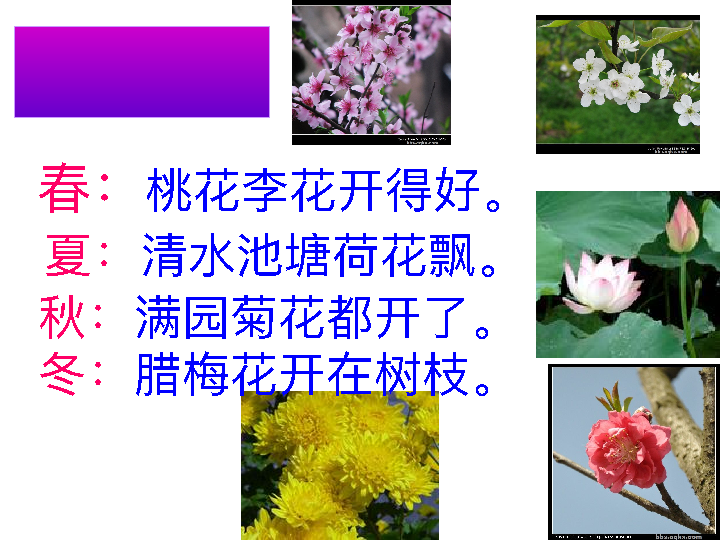 春：桃花李花开得好。
夏：清水池塘荷花飘。
秋：满园菊花都开了。
冬：腊梅花开在树枝。